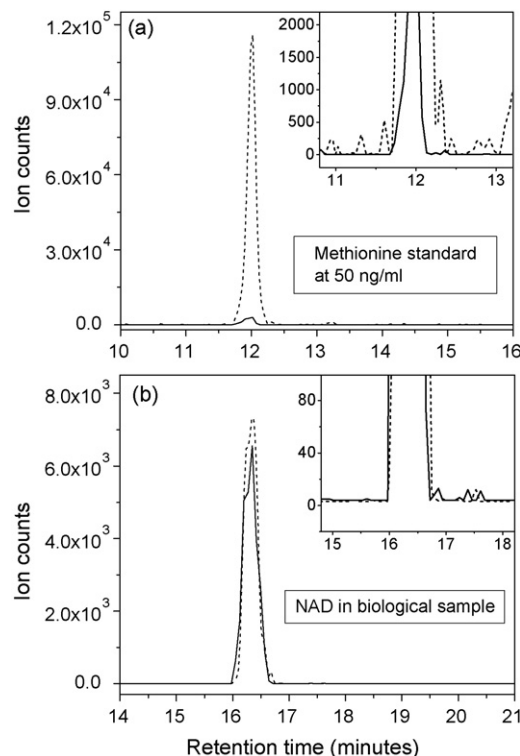 (a)
1.2x10⁵
9.0x10⁴
6.0x10⁴
3.0x10⁴
0.0
Ion counts
10 11 12 13 14 15 16
2000
1500
1000
500
0
11 12 13
Methionine standard
at 50 ng/ml
(b)
8.0x10³
6.0x10³
4.0x10³
2.0x10³
0.0
Ion counts
80
40
0
15 16 17 18
NAD in biological sample
14 15 16 17 18 19 20 21
Retention time (minutes)